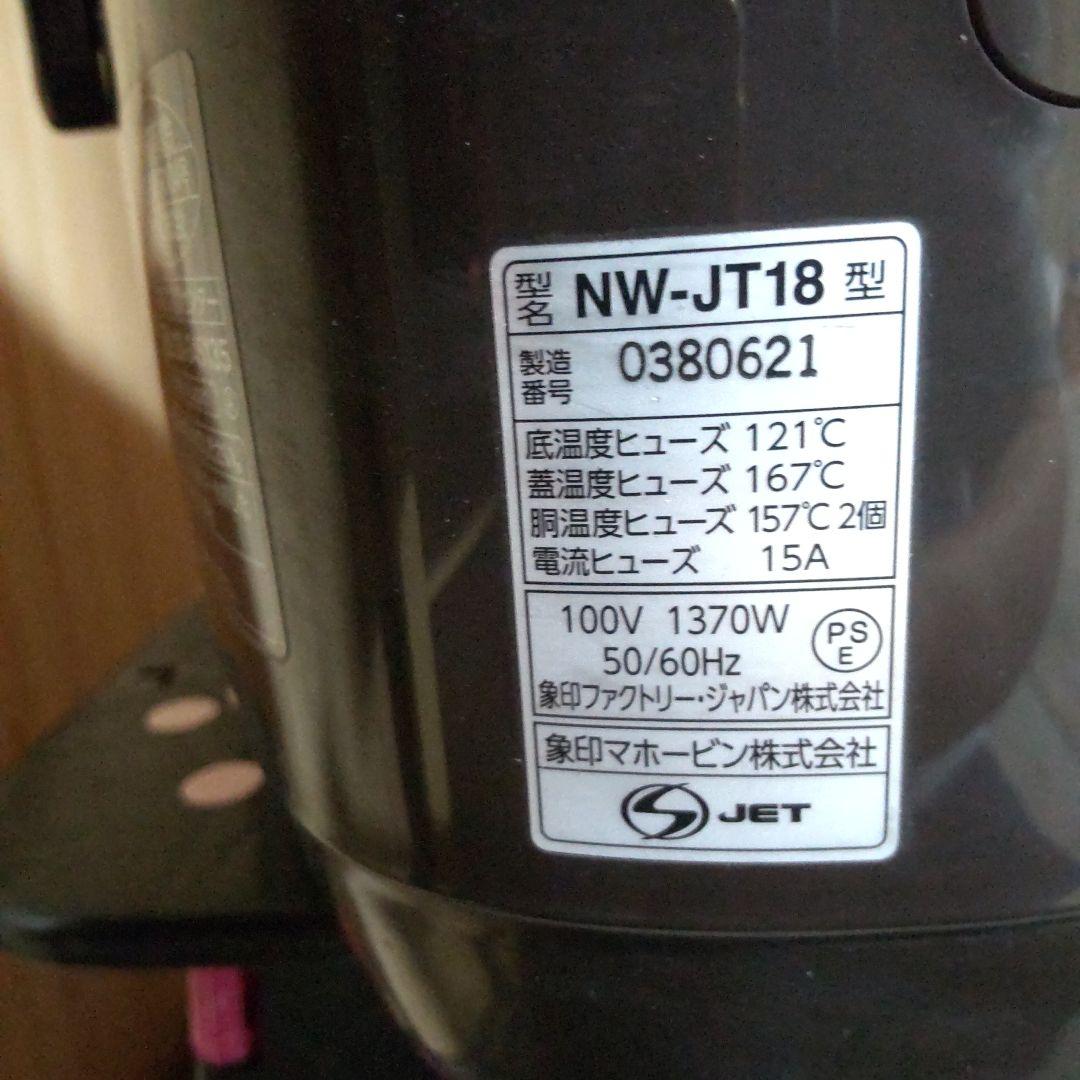 型名 NW-JT18 型
製造番号 0380621
底温度ヒューズ 121℃
蓋温度ヒューズ 167℃
胴温度ヒューズ 157℃ 2個
電流ヒューズ 15A
100V 1370W
50/60Hz
PSE
象印ファクトリー・ジャパン株式会社
象印マホービン株式会社
JET